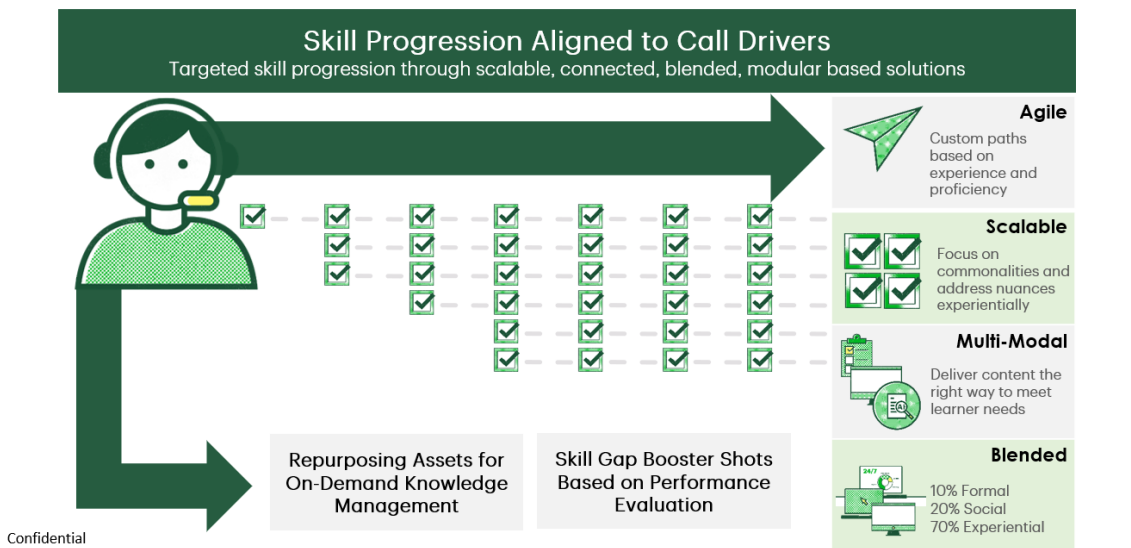 Skill Progression Aligned to Call Drivers
Targeted skill progression through scalable, connected, blended, modular based solutions
Agile
Custom paths
based on
experience and
proficiency
Scalable
Focus on
commonalities and
address nuances
experientially
Multi-Modal
AI
Deliver content the
right way to meet
learner needs
Repurposing Assets for
On-Demand Knowledge
Management
Skill Gap Booster Shots
Based on Performance
Evaluation
Blended
24/7
10% Formal
20% Social
70% Experiential
Confidential